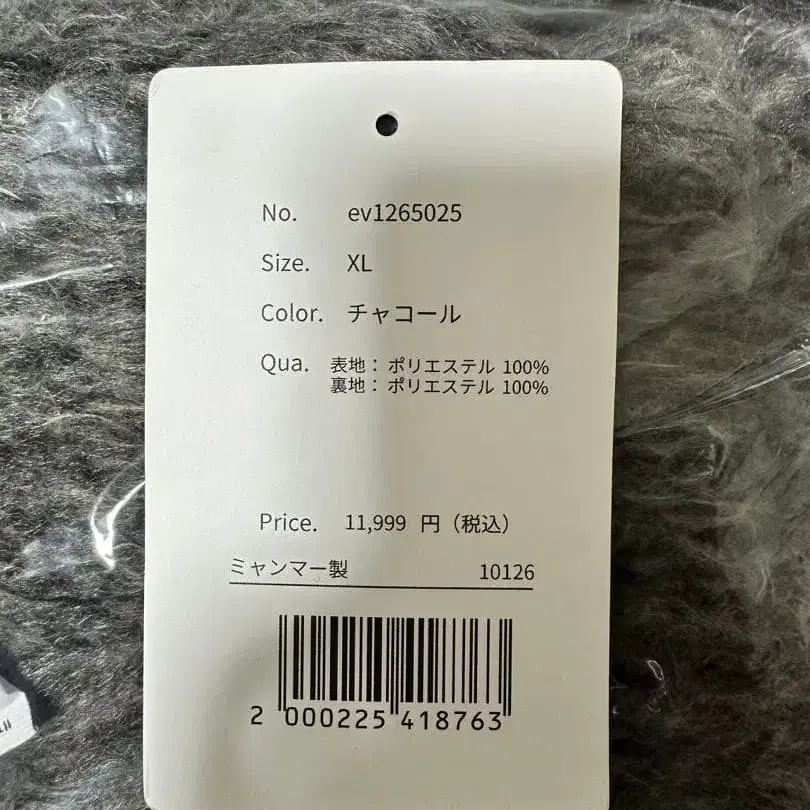 No. ev1265025
Size. XL
Color. チャコール
Qua. 表地：ポリエステル 100%
裏地：ポリエステル 100%
Price. 11,999 円（税込）
ミャンマー製 10126
2 000225 418763